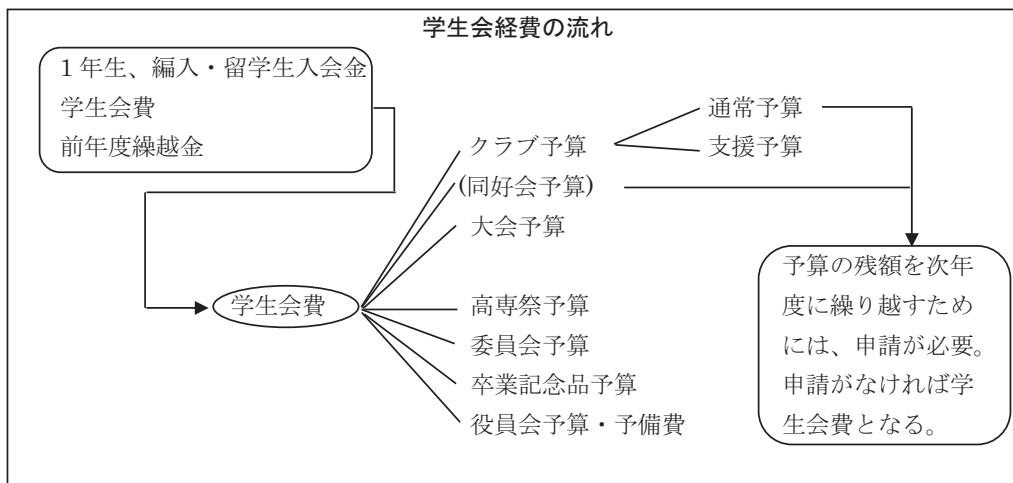 学生会経費の流れ
1年生、編入・留学生入会金
学生会費
前年度繰越金
学生会費
クラブ予算
(同好会予算)
大会予算
高専祭予算
委員会予算
卒業記念品予算
役員会予算・予備費
通常予算
支援予算
予算の残額を次年
度に繰り越すため
には、申請が必要。
申請がなければ学
生会費となる。